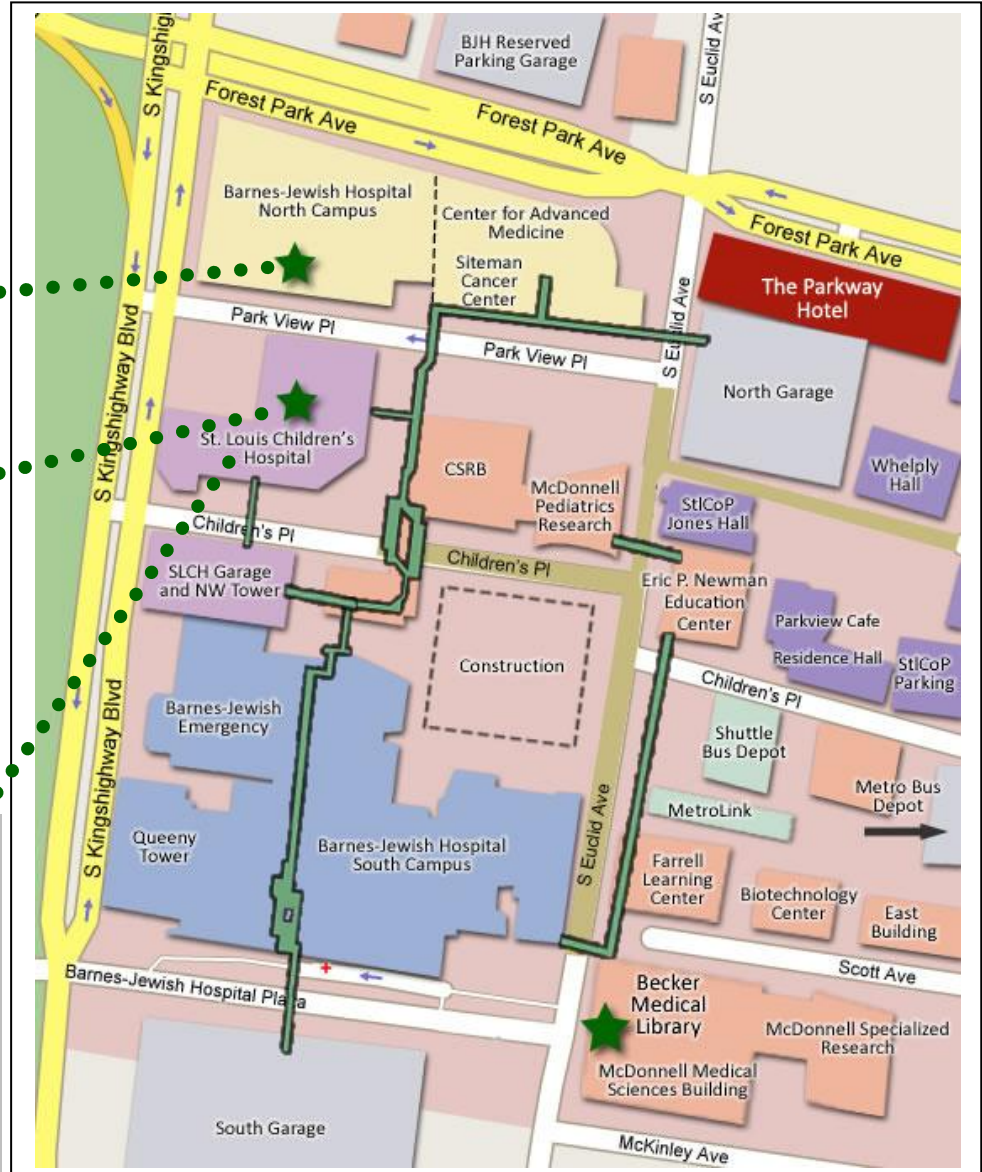 S Kingshigh
BJH Reserved
Parking Garage
S Euclid Av
Forest Park Ave
Forest Park Ave
Forest Park Ave
Barnes-Jewish Hospital
North Campus
Center for Advanced
Medicine
Siteman
Cancer
Center
The Parkway
Hotel
S Euclid Ave
Park View Pl
Park View Pl
North Garage
S Kingshighway Blvd
St. Louis Children's
Hospital
CSRB
McDonnell
Pediatrics
Research
Whelply
Hall
StlCoP
Jones Hall
Children's Pl
Children's Pl
SLCH Garage
and NW Tower
Eric P. Newman
Education
Center
Parkview Cafe
Residence Hall
StlCoP
Parking
Construction
Children's Pl
S Kingshighway Blvd
Barnes-Jewish
Emergency
Shuttle
Bus Depot
Metro Bus
Depot
MetroLink
S Euclid Ave
Queeny
Tower
Barnes-Jewish Hospital
South Campus
Farrell
Learning
Center
Biotechnology
Center
East
Building
Scott Ave
Barnes-Jewish Hospital Plaza
Becker
Medical
Library
McDonnell Specialized
Research
McDonnell Medical
Sciences Building
South Garage
McKinley Ave